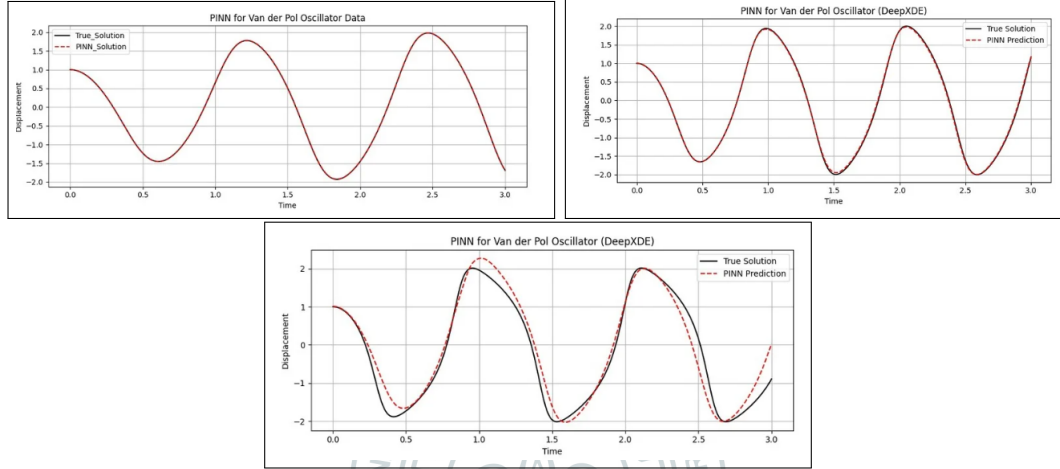 PINN for Van der Pol Oscillator Data
True_Solution
PINN_Solution
Displacement
2.0
1.5
1.0
0.5
0.0
-0.5
-1.0
-1.5
-2.0
0.0 0.5 1.0 1.5 2.0 2.5 3.0
Time
PINN for Van der Pol Oscillator (DeepXDE)
True Solution
PINN Prediction
Displacement
2.0
1.5
1.0
0.5
0.0
-0.5
-1.0
-1.5
-2.0
0.0 0.5 1.0 1.5 2.0 2.5 3.0
Time
PINN for Van der Pol Oscillator (DeepXDE)
True Solution
PINN Prediction
Displacement
2
1
0
-1
-2
0.0 0.5 1.0 1.5 2.0 2.5 3.0
Time